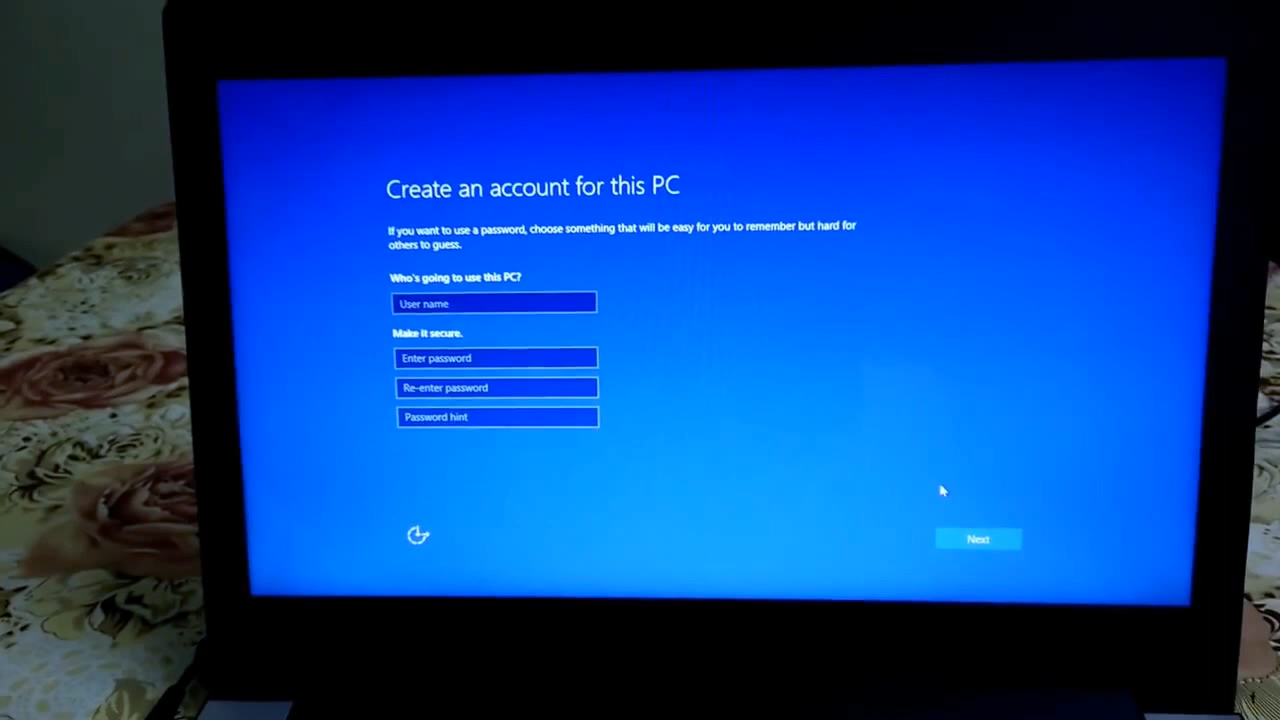 Create an account for this PC
If you want to use a password, choose something that will be easy for you to remember but hard for
others to guess.
Who's going to use this PC?
User name
Make it secure.
Enter password
Re-enter password
Password hint
Next